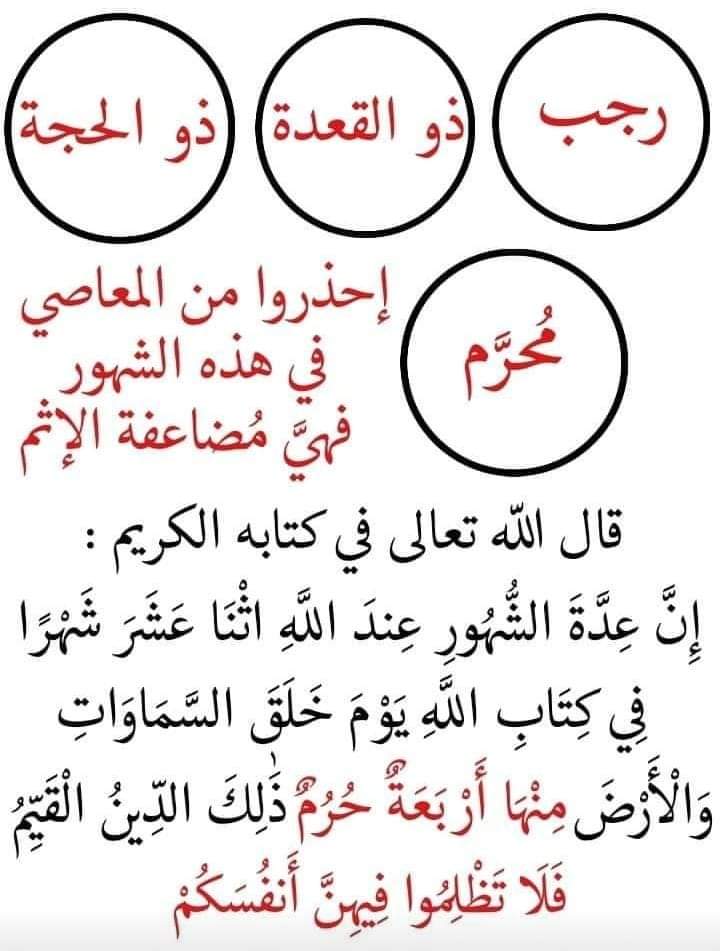 رجب
ذو القعدة
ذو الحجة
مُحرَّم
إحذروا من المعاصي
في هذه الشهور
فهيَّ مُضاعفة الإثم
قال الله تعالى في كتابه الكريم :
إِنَّ عِدَّةَ الشُّهُورِ عِندَ اللَّهِ اثْنَا عَشَرَ شَهْرًا
فِي كِتَابِ اللَّهِ يَوْمَ خَلَقَ السَّمَاوَاتِ
وَالْأَرْضَ مِنْهَا أَرْبَعَةٌ حُرُمٌ ذَٰلِكَ الدِّينُ الْقَيِّمُ
فَلَا تَظْلِمُوا فِيهِنَّ أَنفُسَكُمْ